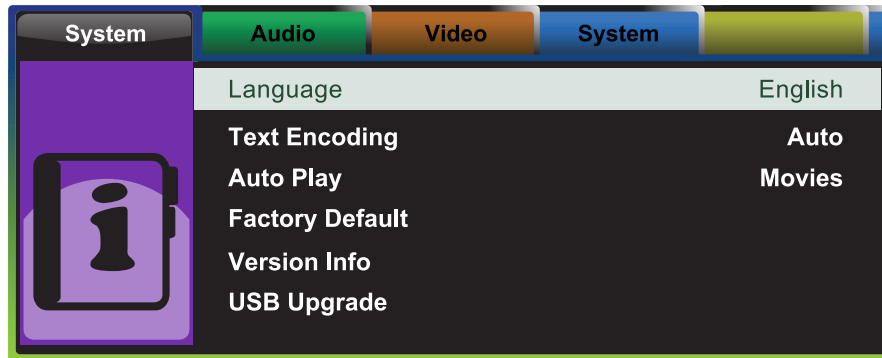 System Audio Video System
Language English
Text Encoding Auto
Auto Play Movies
Factory Default
Version Info
USB Upgrade